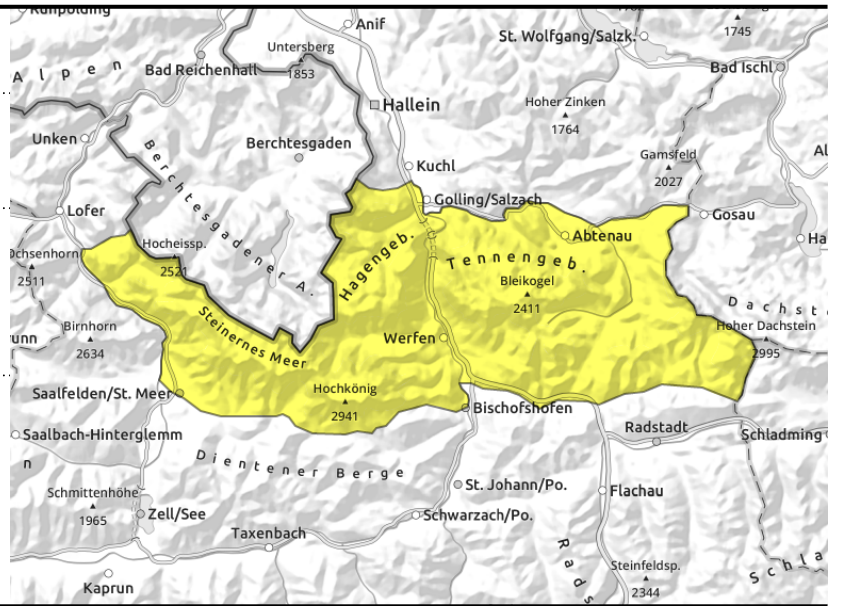 Anif
Untersberg
1853
St. Wolfgang/Salzk.
1745
Alpen
Bad Reichenhall
Bad Ischl
Hallein
Hoher Zinken
1764
Unken
Berchtesgaden
Kuchl
Gamsfeld
2027
Berchtesgadener A.
Lofer
Golling/Salzach
Gosau
Hocheissp.
2521
Hagengeb.
Abtenau
Ha
2511
Tennengeb.
Bleikogel
2411
Steinernes Meer
Birnhorn
2634
Werfen
Hoher Dachstein
2995
Hochkönig
2941
Saalfelden/St. Meer
Bischofshofen
Saalbach-Hinterglemm
Radstadt
Schladming
n
Dientener Berge
St. Johann/Po.
Flachau
Schmittenhöhe
1965
Zell/See
Schwarzach/Po.
Taxenbach
Kaprun
Steinfeldsp.
2344
Rads
Schla